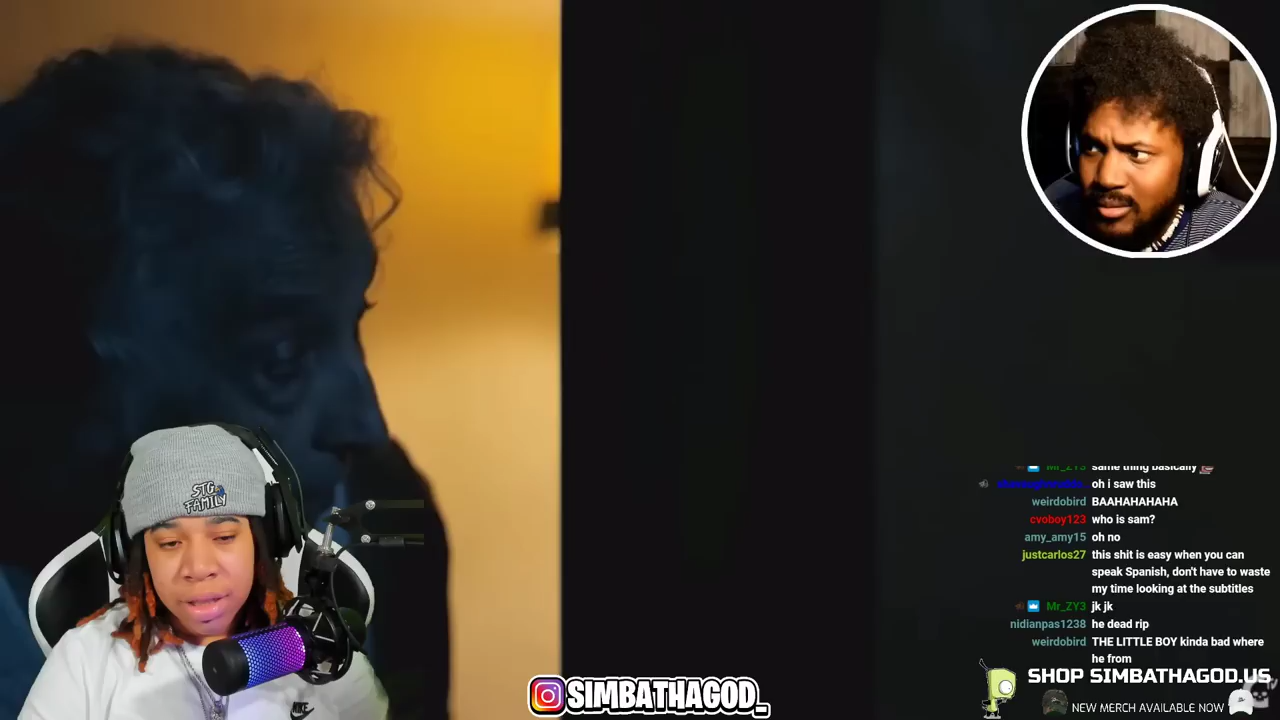 STG
FAMILY
Mr_ZY3 same thing basically
oh i saw this
weirdobird BAAHAHAHAHA
cvoboy123 who is sam?
amy_amy15 oh no
justcarlos27 this shit is easy when you can
speak Spanish, don't have to waste
my time looking at the subtitles
Mr_ZY3 jk jk
nidianpas1238 he dead rip
weirdobird THE LITTLE BOY kinda bad where
he from
SHOP SIMBATHAGOD.US
NEW MERCH AVAILABLE NOW
SIMBATHAGOD_